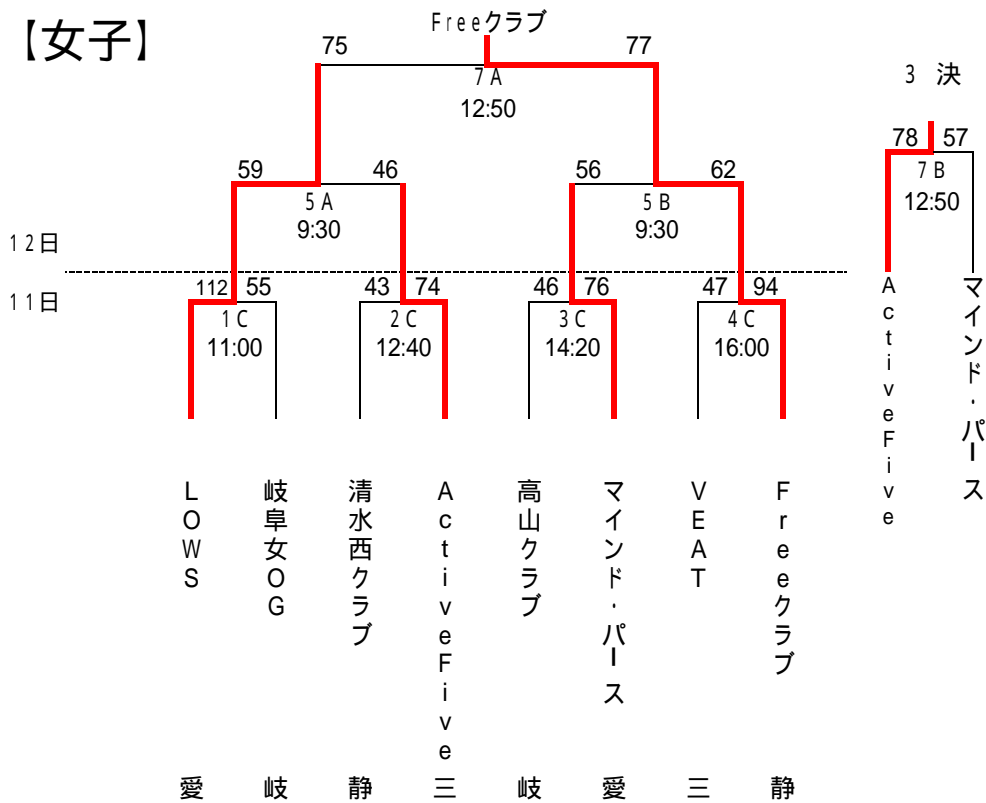 【女子】
Freeクラブ
75 77
7A
12:50
3 決
78 57
7B
12:50
59 46 56 62
5A 5B
9:30 9:30
12日
11日
112 55 43 74 46 76 47 94
1C 2C 3C 4C
11:00 12:40 14:20 16:00
ActiveFive
マインド・パース
LOWS
岐阜女OG
清水西クラブ
ActiveFive
高山クラブ
マインド・パース
VEAT
Freeクラブ
愛 岐 静 三 岐 愛 三 静